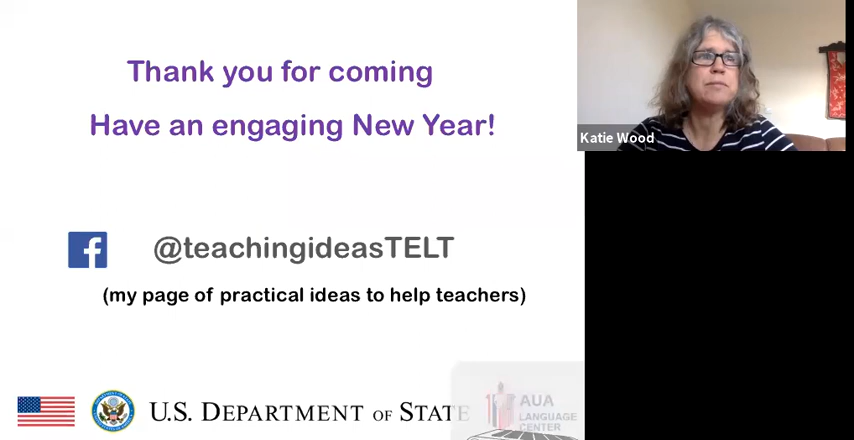 Thank you for coming
Have an engaging New Year!
Katie Wood
f @teachingideasTELT
(my page of practical ideas to help teachers)
U.S. DEPARTMENT OF STATE
AUA
LANGUAGE
CENTER